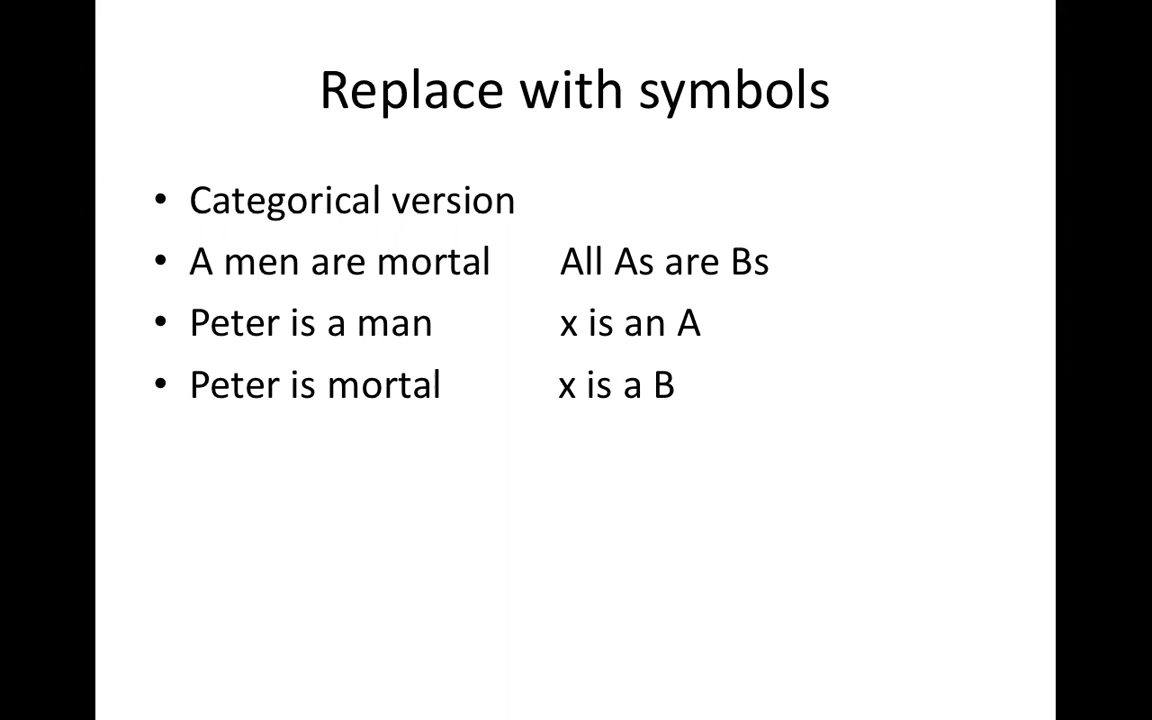 Replace with symbols
• Categorical version
• A men are mortal All As are Bs
• Peter is a man x is an A
• Peter is mortal x is a B